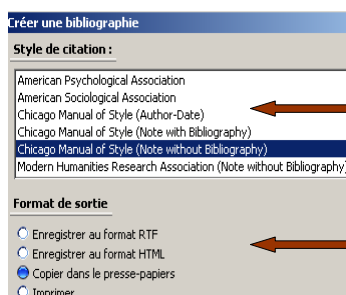 Créer une bibliographie
Style de citation :
American Psychological Association
American Sociological Association
Chicago Manual of Style (Author-Date)
Chicago Manual of Style (Note with Bibliography)
Chicago Manual of Style (Note without Bibliography)
Modern Humanities Research Association (Note without Bibliography)
Format de sortie
Enregistrer au format RTF
Enregistrer au format HTML
Copier dans le presse-papiers
Imprimer